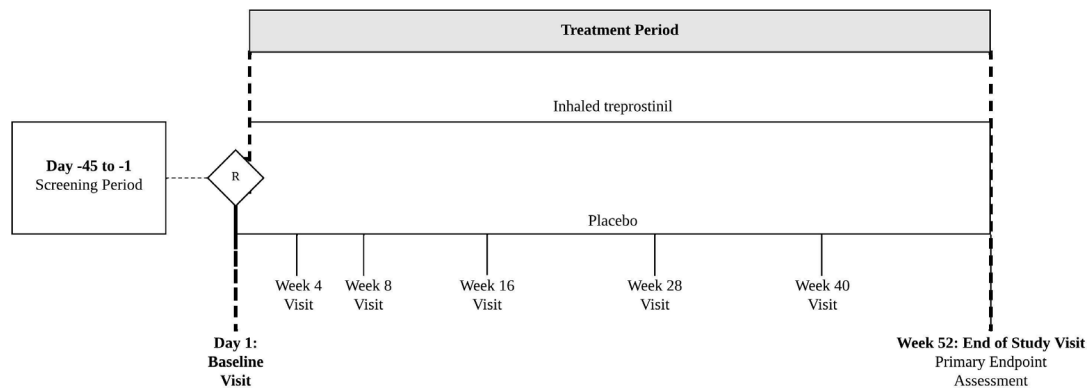 Treatment Period
Inhaled treprostinil
Day -45 to -1
Screening Period
R
Placebo
Week 4
Visit
Week 8
Visit
Week 16
Visit
Week 28
Visit
Week 40
Visit
Day 1:
Baseline
Visit
Week 52: End of Study Visit
Primary Endpoint
Assessment